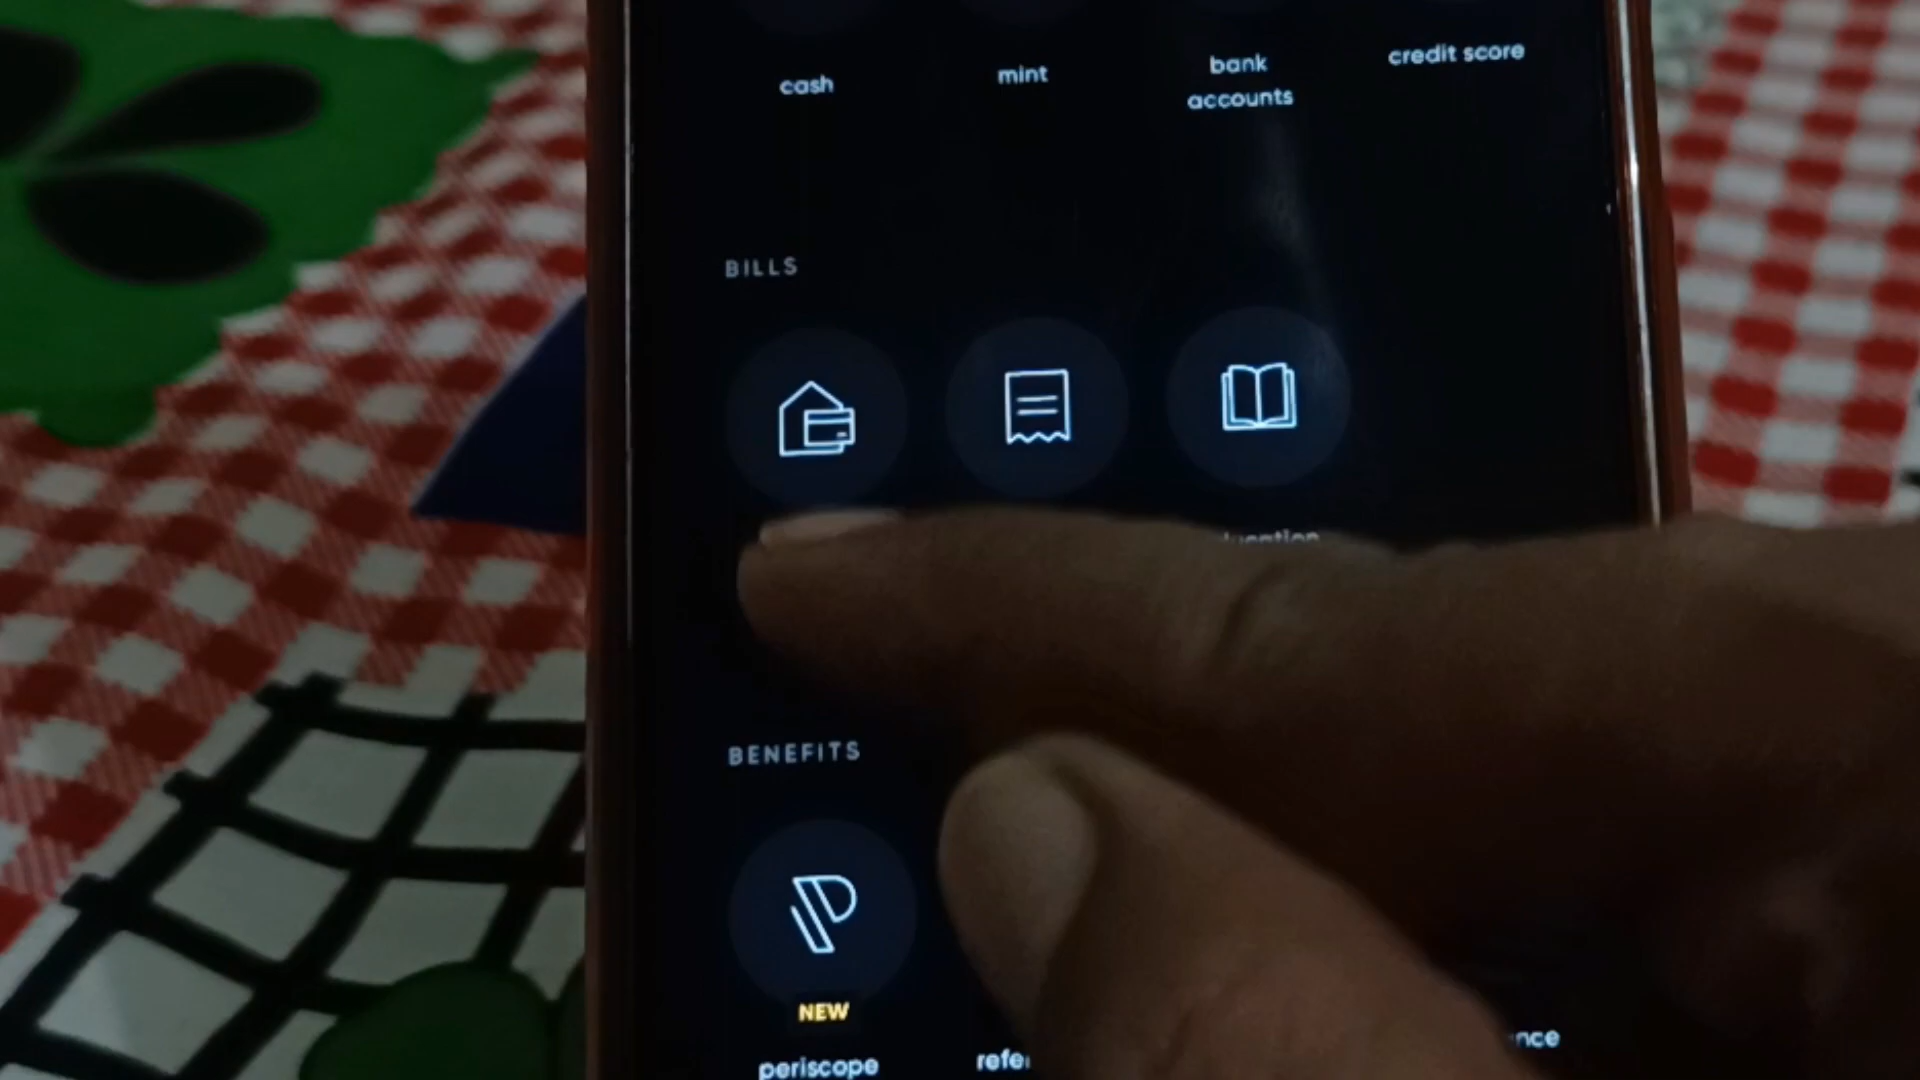 cash
mint
bank
accounts
credit score
BILLS
BENEFITS
NEW
periscope